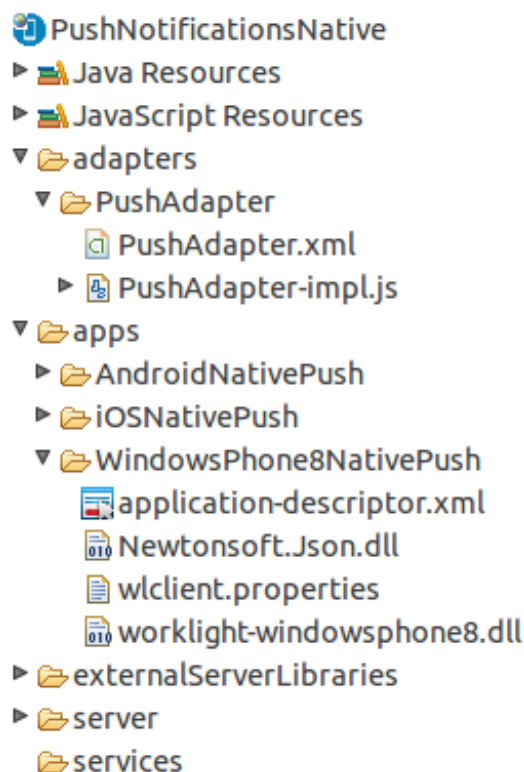 PushNotificationsNative
Java Resources
JavaScript Resources
adapters
PushAdapter
PushAdapter.xml
PushAdapter-impl.js
apps
AndroidNativePush
iOSNativePush
WindowsPhone8NativePush
application-descriptor.xml
Newtonsoft.Json.dll
wlclient.properties
worklight-windowsphone8.dll
externalServerLibraries
server
services